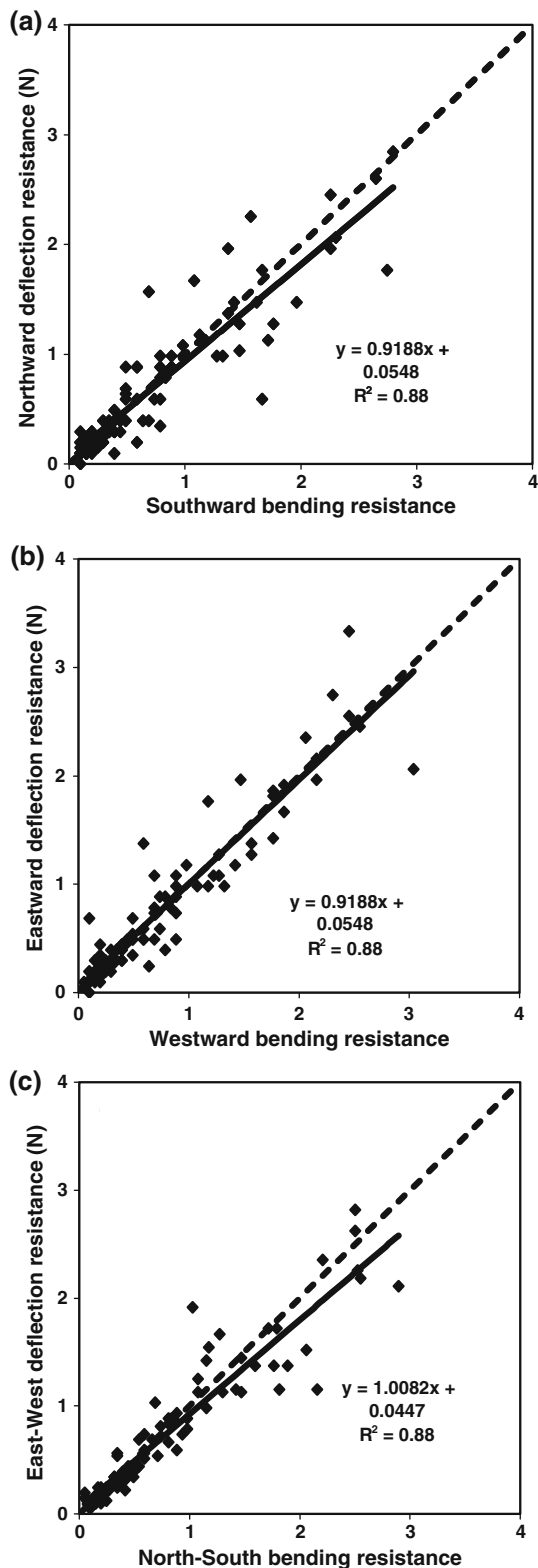 (a)
4
3
2
1
0
Northward deflection resistance (N)
y = 0.9188x +
0.0548
R² = 0.88
0 1 2 3 4
Southward bending resistance
(b)
4
3
2
1
0
Eastward deflection resistance (N)
y = 0.9188x +
0.0548
R² = 0.88
0 1 2 3 4
Westward bending resistance
(c)
4
3
2
1
0
East-West deflection resistance (N)
y = 1.0082x +
0.0447
R² = 0.88
0 1 2 3 4
North-South bending resistance